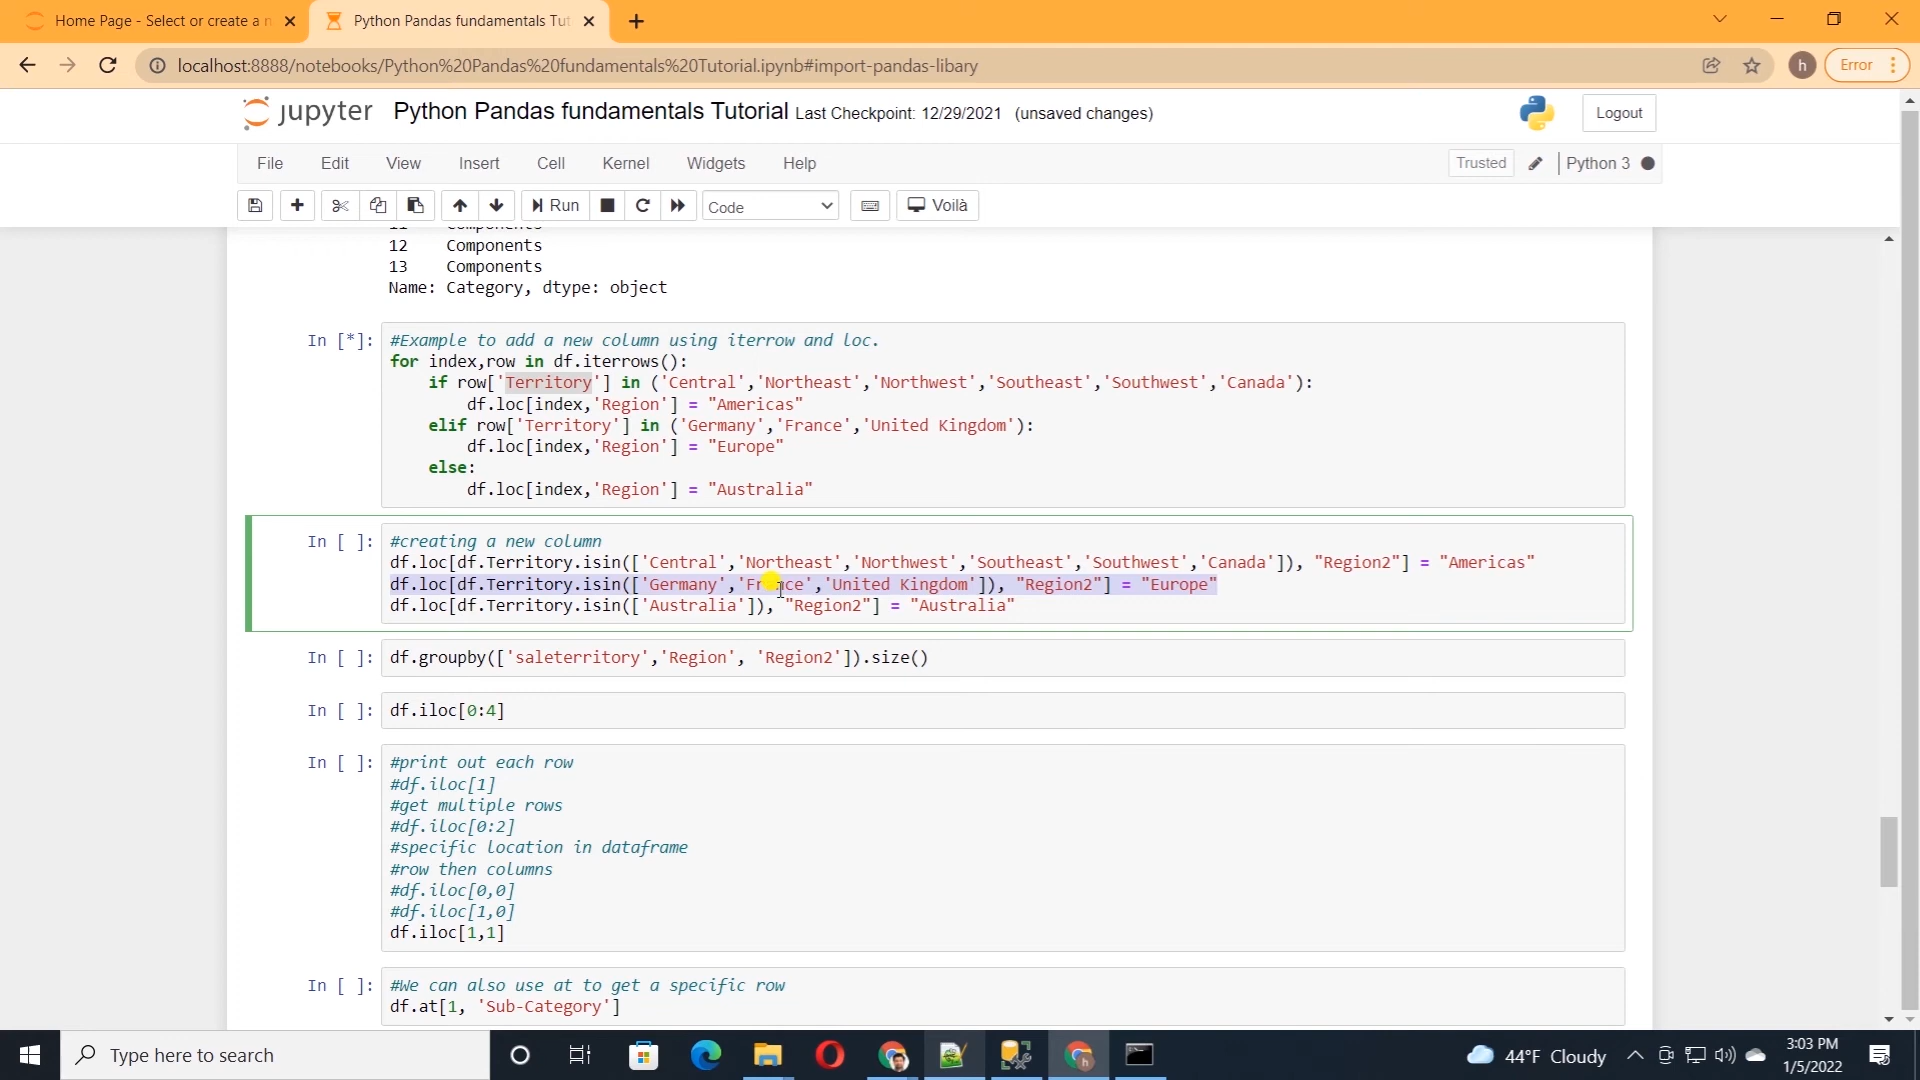 Home Page - Select or create a n
Python Pandas fundamentals Tut
localhost:8888/notebooks/Python%20Pandas%20fundamentals%20Tutorial.ipynb#import-pandas-libary
h
Error
jupyter Python Pandas fundamentals Tutorial Last Checkpoint: 12/29/2021 (unsaved changes)
Logout
File Edit View Insert Cell Kernel Widgets Help
Trusted Python 3
Run Code Voilà
11 Components
12 Components
13 Components
Name: Category, dtype: object
In [*]: #Example to add a new column using iterrow and loc.
for index,row in df.iterrows():
if row['Territory'] in ('Central','Northeast','Northwest','Southeast','Southwest','Canada'):
df.loc[index,'Region'] = "Americas"
elif row['Territory'] in ('Germany','France','United Kingdom'):
df.loc[index,'Region'] = "Europe"
else:
df.loc[index,'Region'] = "Australia"
In [ ]: #creating a new column
df.loc[df.Territory.isin(['Central','Northeast','Northwest','Southeast','Southwest','Canada']), "Region2"] = "Americas"
df.loc[df.Territory.isin(['Germany','France','United Kingdom']), "Region2"] = "Europe"
df.loc[df.Territory.isin(['Australia']), "Region2"] = "Australia"
In [ ]: df.groupby(['saleterritory','Region', 'Region2']).size()
In [ ]: df.iloc[0:4]
In [ ]: #print out each row
#df.iloc[1]
#get multiple rows
#df.iloc[0:2]
#specific location in dataframe
#row then columns
#df.iloc[0,0]
#df.iloc[1,0]
df.iloc[1,1]
In [ ]: #We can also use at to get a specific row
df.at[1, 'Sub-Category']
Type here to search
44°F Cloudy
3:03 PM
1/5/2022